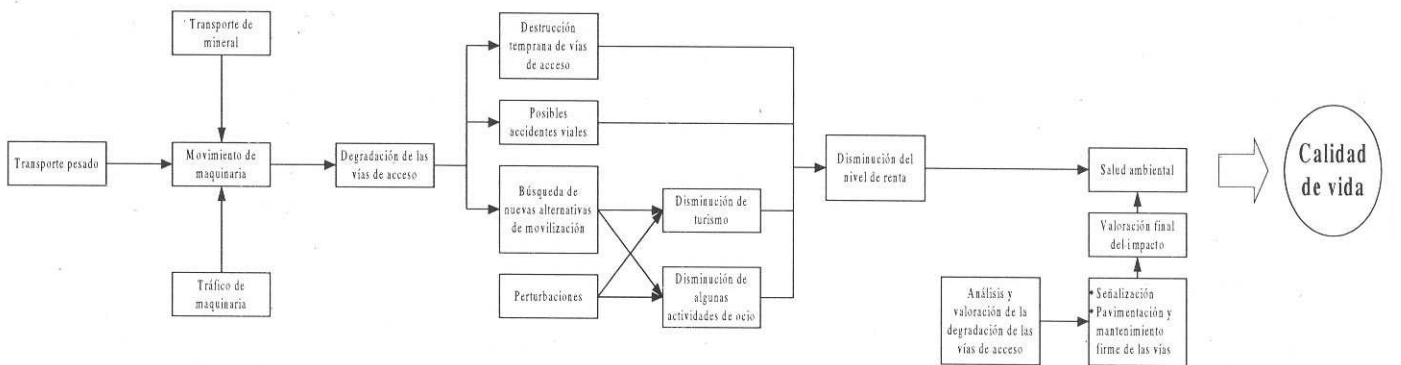 Transporte de
mineral
Transporte pesado
Movimiento de
maquinaria
Tráfico de
maquinaria
Degradación de las
vías de acceso
Destrucción
temprana de vías
de acceso
Posibles
accidentes viales
Búsqueda de
nuevas alternativas
de movilización
Perturbaciones
Disminución de
turismo
Disminución de
algunas
actividades de ocio
Disminución del
nivel de renta
Salud ambiental
Valoración final
del impacto
Análisis y
valoración de la
degradación de las
vías de acceso
* Señalización
* Pavimentación y
mantenimiento
firme de las vías
Calidad
de vida